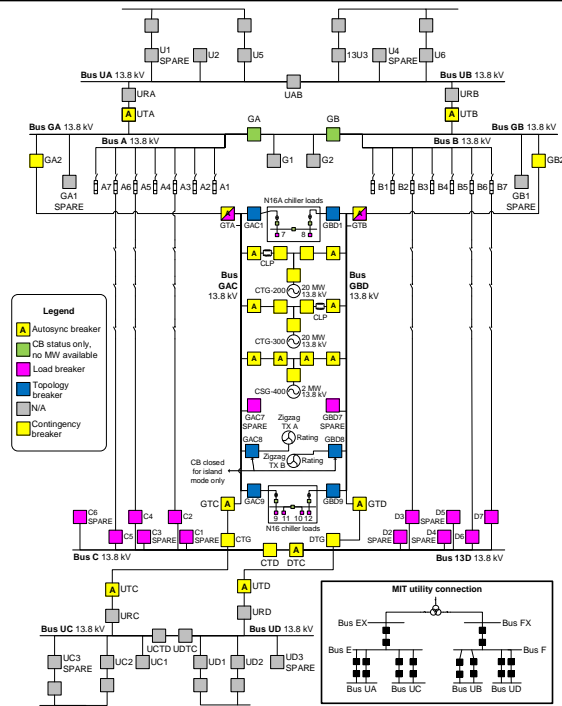 U1
SPARE
U2
U5
13U3
U4
SPARE
U6
Bus UA 13.8 kV
UAB
Bus UB 13.8 kV
URA
URB
A
UTA
A
UTB
Bus GA 13.8 kV
GA
GB
Bus GB 13.8 kV
Bus A 13.8 kV
Bus B 13.8 kV
GA2
G1
G2
GB2
GA1
SPARE
A7
A6
A5
A4
A3
A2
A1
B1
B2
B3
B4
B5
B6
B7
GB1
SPARE
N16A chiller loads
A
GTA
GAC1
7
8
GBD1
A
GTB
Bus
GAC
13.8 kV
Bus
GBD
13.8 kV
A
CLP
A
CTG-200
20 MW
13.8 kV
A
CLP
A
CTG-300
20 MW
13.8 kV
A
A
A
A
CSG-400
2 MW
13.8 kV
Legend
A
Autosync breaker
CB status only,
no MW available
Load breaker
Topology
breaker
N/A
Contingency
breaker
GAC7
SPARE
GBD7
SPARE
Zigzag
TX A
Rating
GAC8
GBD8
Zigzag
TX B
Rating
CB closed
for island
mode only
GAC9
9
11
10
12
GBD9
N16 chiller loads
GTC
A
A
GTD
C6
SPARE
C4
C2
C5
C3
SPARE
C1
SPARE
CTG
DTG
D3
D5
SPARE
D7
D2
SPARE
D4
SPARE
D6
Bus C 13.8 kV
CTD
A
DTC
Bus 13D 13.8 kV
A
UTC
A
UTD
URC
URD
Bus UC 13.8 kV
UCTD
UDTC
Bus UD 13.8 kV
UC3
SPARE
UC2
UC1
UD1
UD2
UD3
SPARE
MIT utility connection
Bus EX
Bus FX
Bus E
Bus F
Bus UA
Bus UC
Bus UB
Bus UD